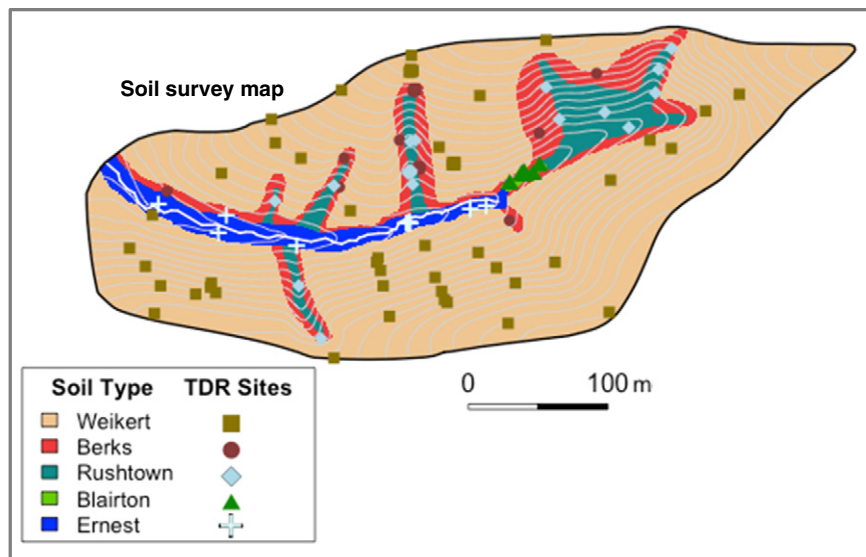 Soil survey map
Soil Type TDR Sites
Weikert
Berks
Rushtown
Blairton
Ernest
0 100 m